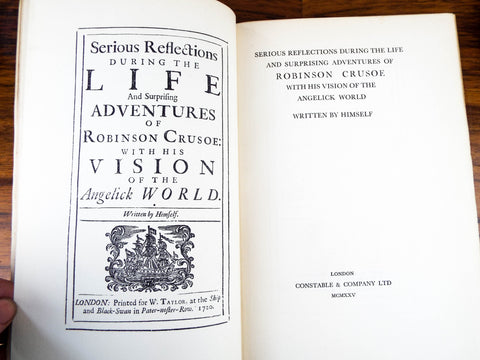 Serious Reflections
DURING THE
LIFE
And Surprising
ADVENTURES
OF
ROBINSON CRUSOE:
WITH HIS
VISION
OF THE
Angelick WORLD.
Written by Himself.
LONDON: Printed for W. TAYLOR, at the Ship
and Black-Swan in Pater-noster-Row. 1720.
SERIOUS REFLECTIONS DURING THE LIFE
AND SURPRISING ADVENTURES OF
ROBINSON CRUSOE
WITH HIS VISION OF THE
ANGELICK WORLD
WRITTEN BY HIMSELF
LONDON
CONSTABLE & COMPANY LTD
MCMXXV